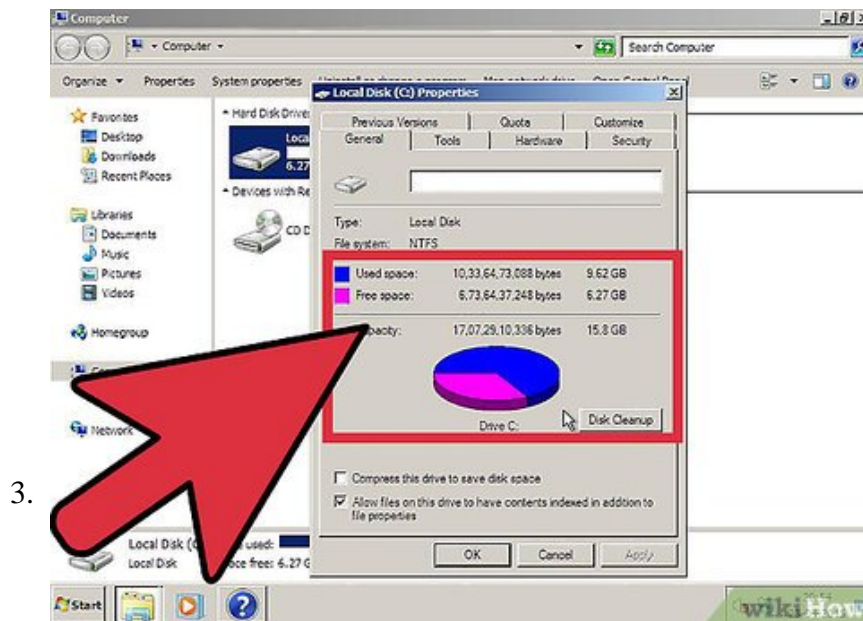 Computer
Computer
Search Computer
Organize Properties System properties
Favorites
Desktop
Downloads
Recent Places
Libraries
Documents
Music
Pictures
Videos
Homegroup
Network
Hard Disk Drive
Loca
6.27
Devices with Re
CD D
Local Disk (C:) Properties
Previous Versions Quota Customize
General Tools Hardware Security
Type: Local Disk
File system: NTFS
Used space: 10,33,64,73,088 bytes 9.62 GB
Free space: 6,73,64,37,248 bytes 6.27 GB
pacity: 17,07,29,10,336 bytes 15.8 GB
Drive C:
Disk Cleanup
Compress this drive to save disk space
Allow files on this drive to have contents indexed in addition to
file properties
OK Cancel Apply
3.
Local Disk (C used:
Local Disk ce free: 6.27 G
Start
wikiHow